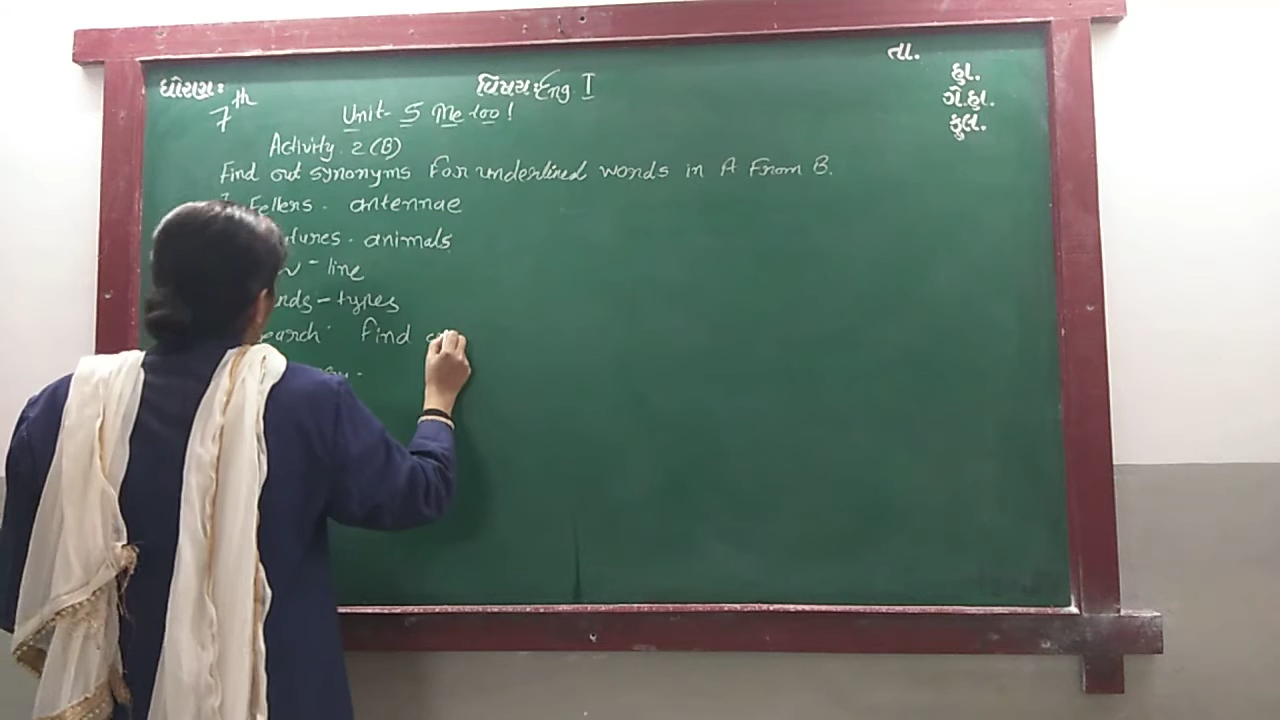 ધોરણ: 7th
વિષય: Eng I
તા.
હા.
ગે.હા.
કુલ.
Unit- 5 Me too!
Activity 2 (B)
Find out synonyms For underlined words in A From B.
Fellers. antennae
animals
line
types
Find